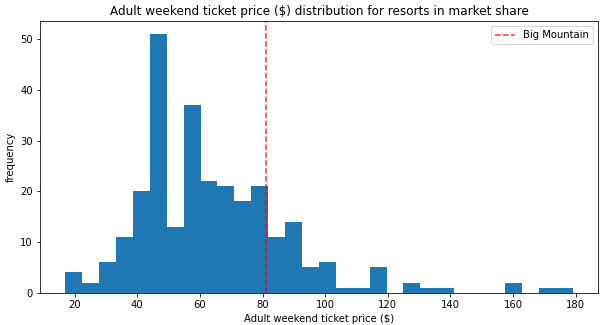 Adult weekend ticket price ($) distribution for resorts in market share
Big Mountain
50
40
30
20
10
0
frequency
20 40 60 80 100 120 140 160 180
Adult weekend ticket price ($)